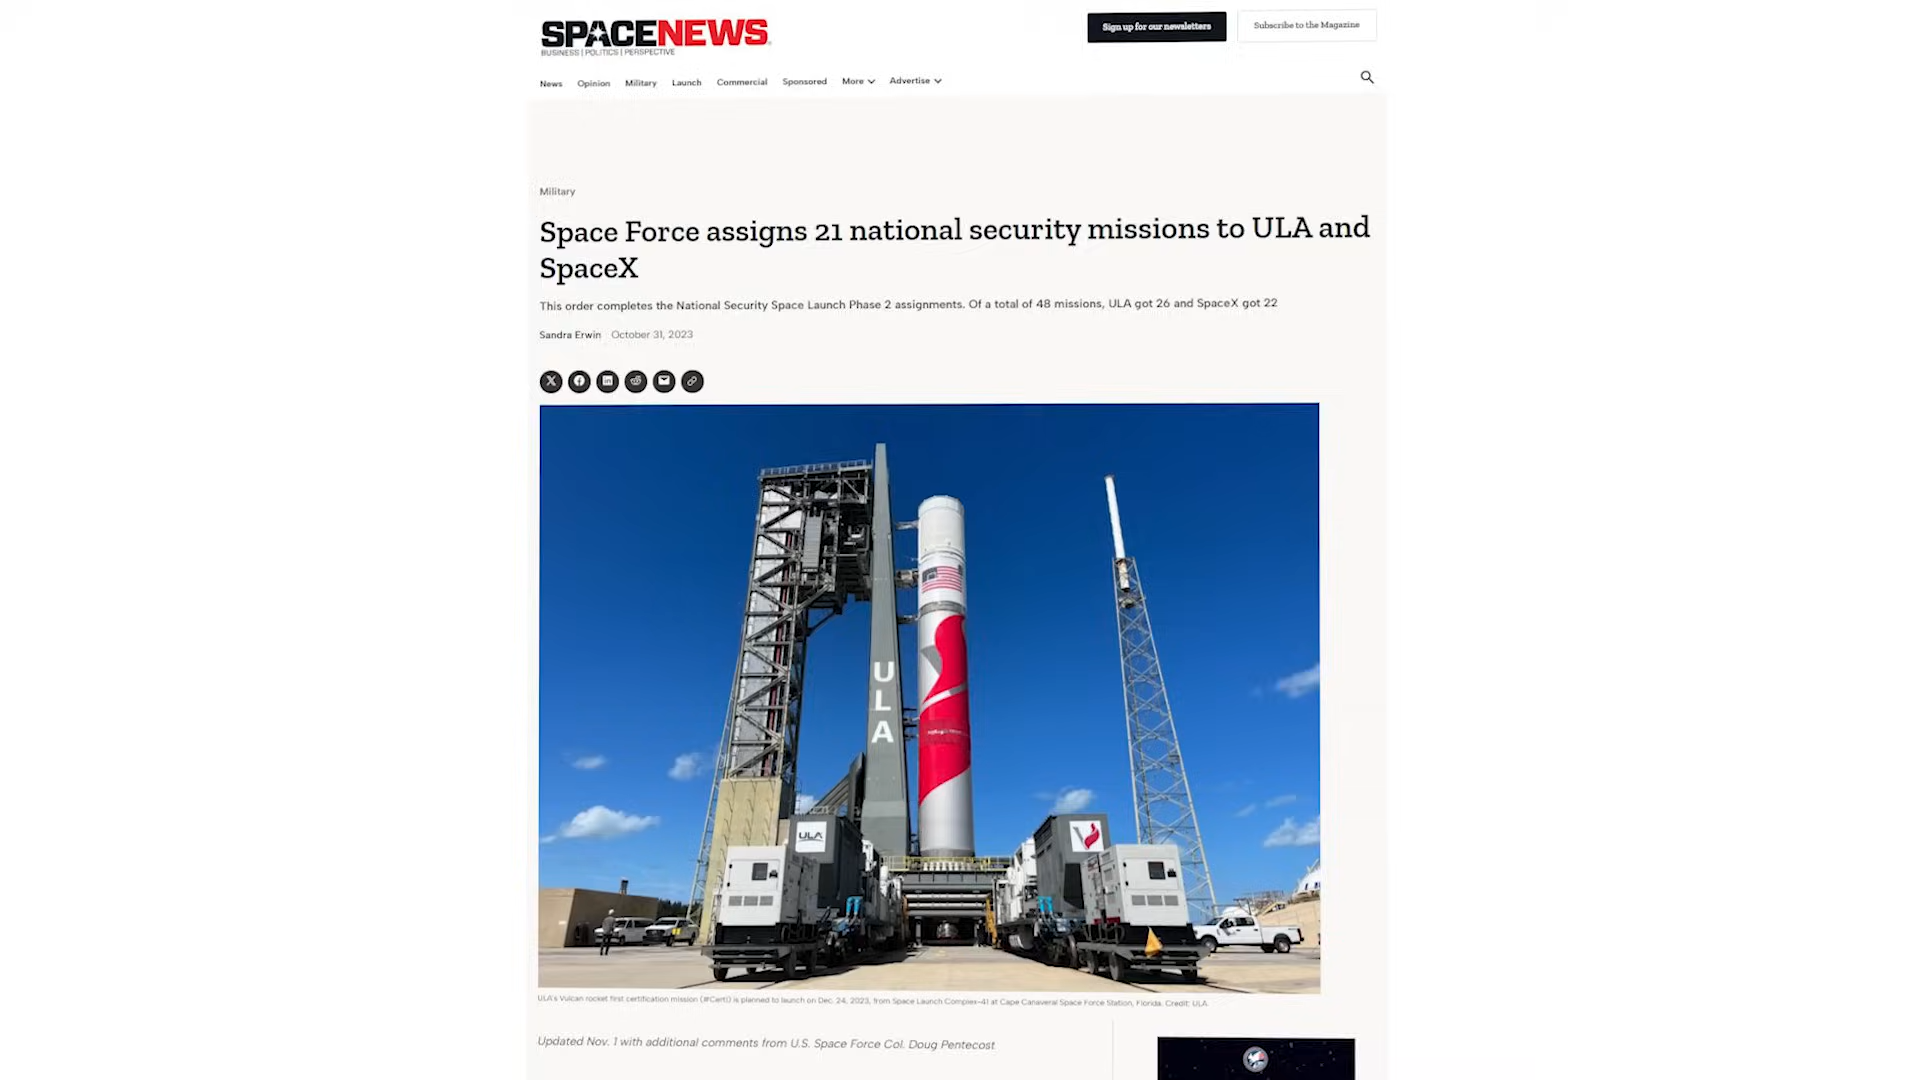 SPACENEWS
BUSINESS | POLITICS | PERSPECTIVE
Sign up for our newsletters
Subscribe to the Magazine
News
Opinion
Military
Launch
Commercial
Sponsored
More
Advertise
Military
Space Force assigns 21 national security missions to ULA and
SpaceX
This order completes the National Security Space Launch Phase 2 assignments. Of a total of 48 missions, ULA got 26 and SpaceX got 22
Sandra Erwin October 31, 2023
ULA
ULA
ULA's Vulcan rocket first certification mission (#Cert1) is planned to launch on Dec. 24, 2023, from Space Launch Complex-41 at Cape Canaveral Space Force Station, Florida. Credit: ULA
Updated Nov. 1 with additional comments from U.S. Space Force Col. Doug Pentecost